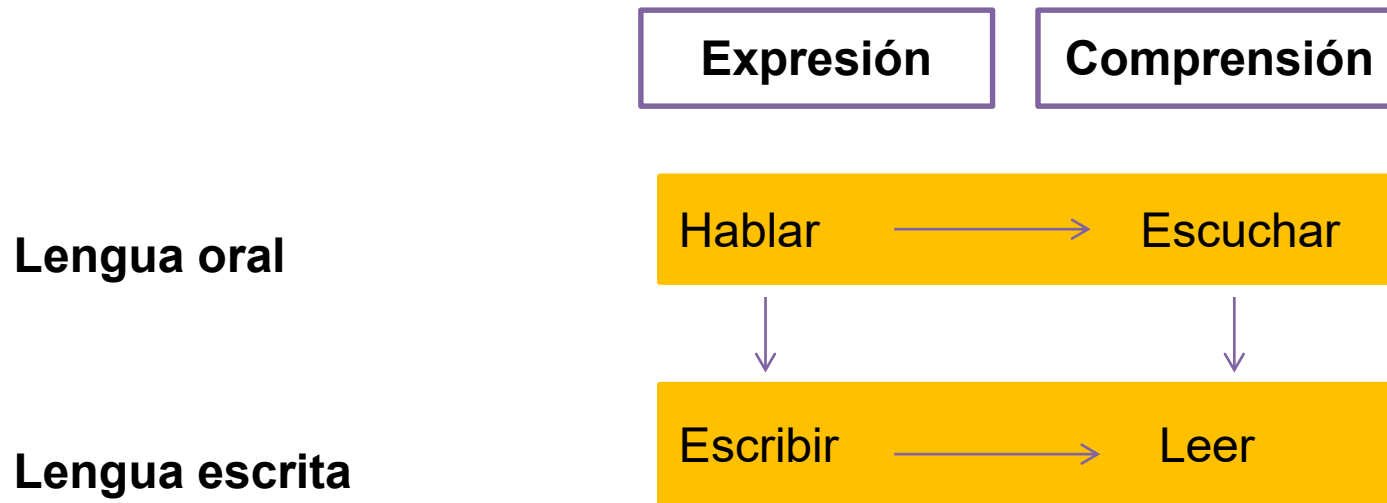 Expresión Comprensión
Lengua oral Hablar Escuchar
Lengua escrita Escribir Leer